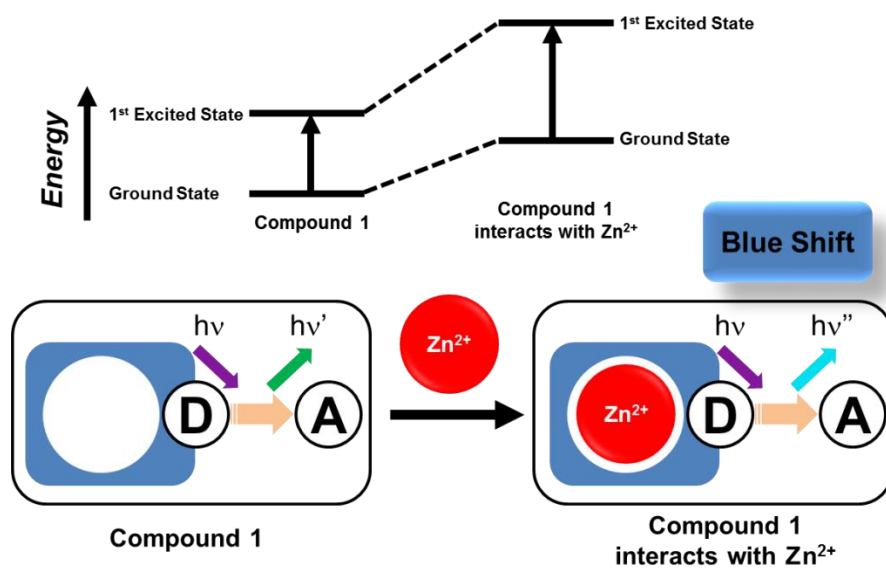 Energy
1st Excited State
Ground State
Compound 1
1st Excited State
Ground State
Compound 1
interacts with Zn2+
Blue Shift
hν
hν'
D
A
Compound 1
Zn2+
hν
hν"
Zn2+
D
A
Compound 1
interacts with Zn2+